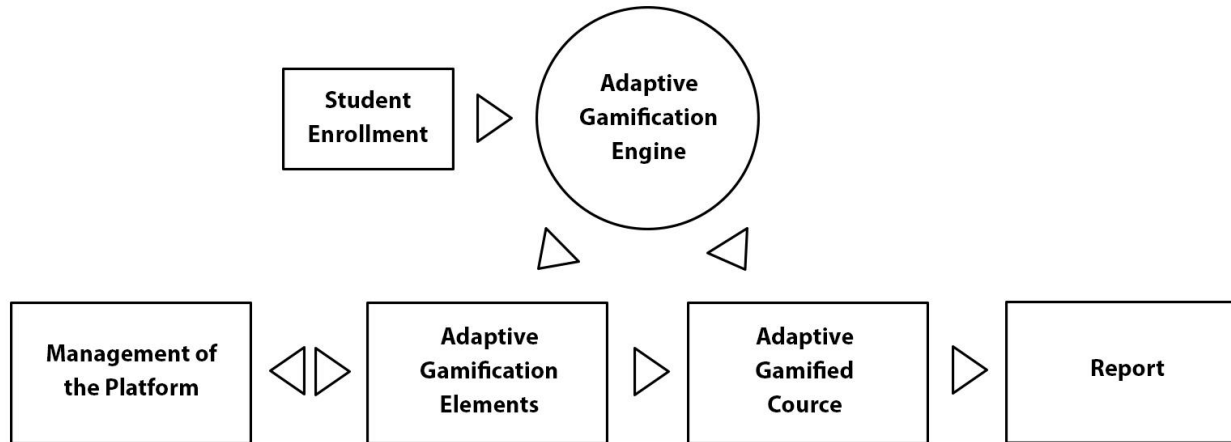 Student
Enrollment
Adaptive
Gamification
Engine
Management of
the Platform
Adaptive
Gamification
Elements
Adaptive
Gamified
Cource
Report